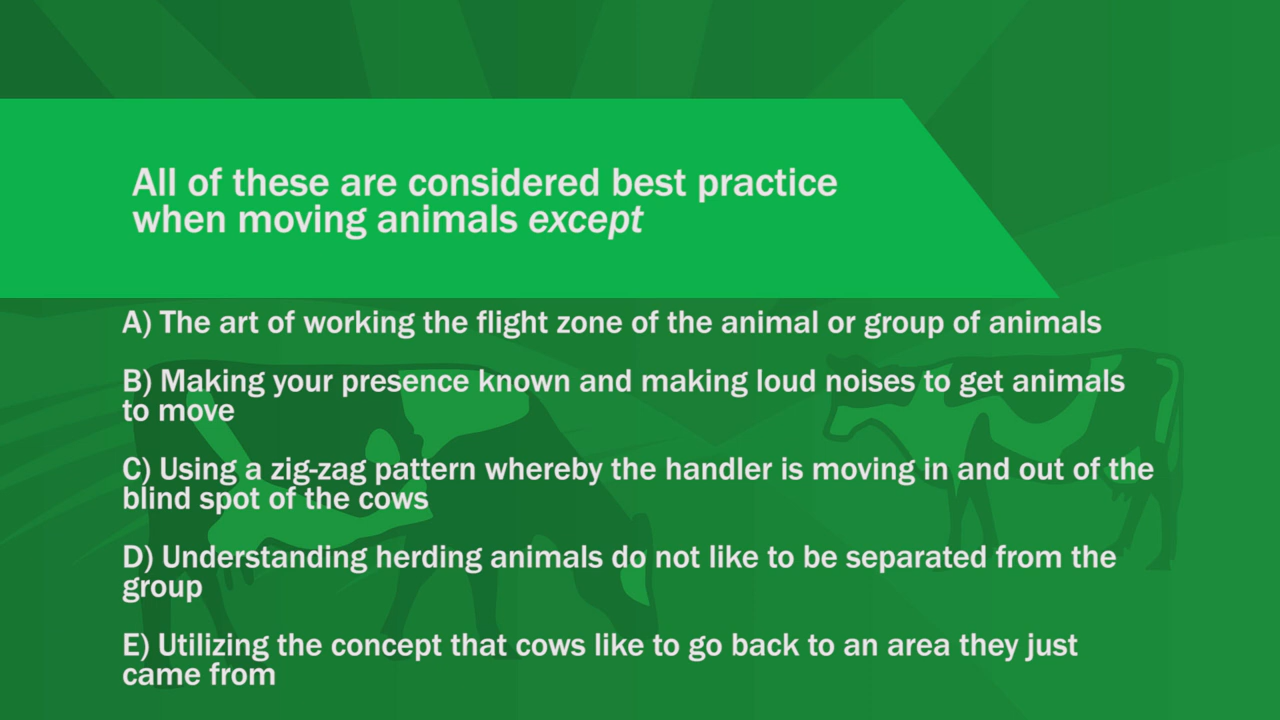 All of these are considered best practice
when moving animals except
A) The art of working the flight zone of the animal or group of animals
B) Making your presence known and making loud noises to get animals
to move
C) Using a zig-zag pattern whereby the handler is moving in and out of the
blind spot of the cows
D) Understanding herding animals do not like to be separated from the
group
E) Utilizing the concept that cows like to go back to an area they just
came from